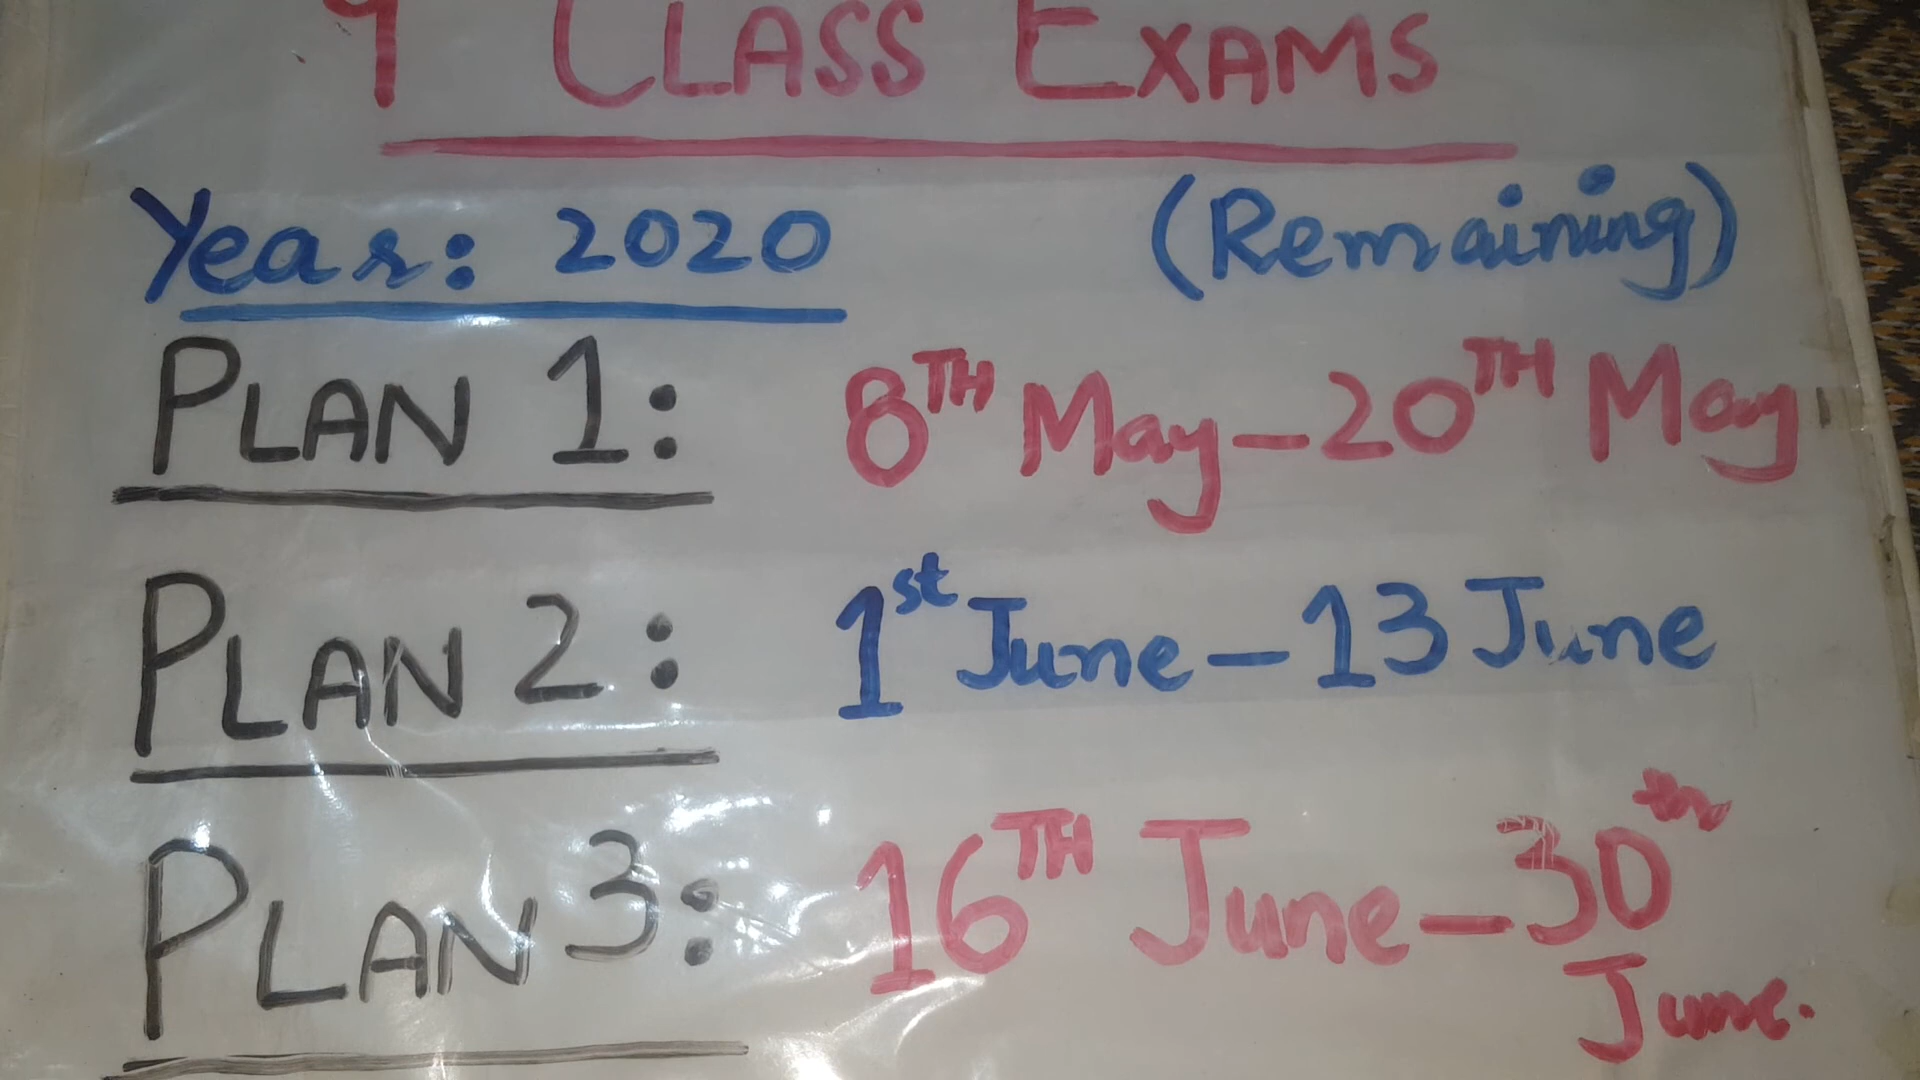 9 CLASS EXAMS
Year: 2020 (Remaining)
PLAN 1: 8TH May – 20TH May
PLAN 2: 1st June – 13 June
PLAN 3: 16TH June – 30th
June.